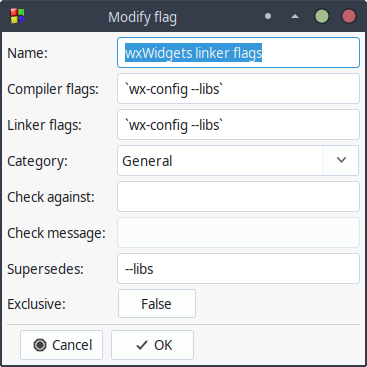 Modify flag
Name: wxWidgets linker flags
Compiler flags: `wx-config --libs`
Linker flags: `wx-config --libs`
Category: General
Check against:
Check message:
Supersedes: --libs
Exclusive: False
Cancel OK